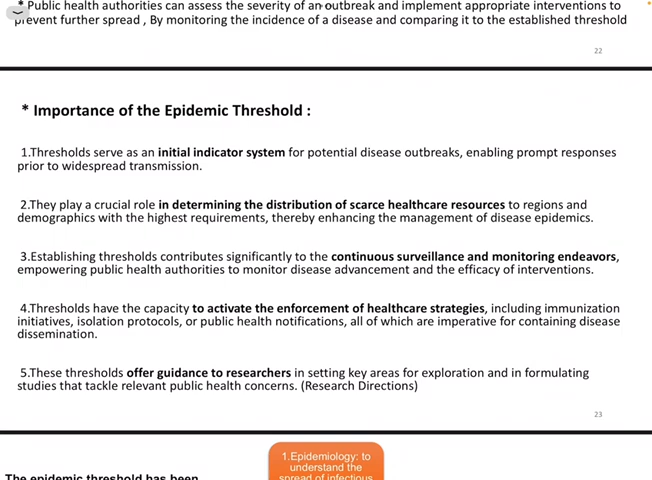 * Public health authorities can assess the severity of an outbreak and implement appropriate interventions to
prevent further spread , By monitoring the incidence of a disease and comparing it to the established threshold
22
* Importance of the Epidemic Threshold :
1.Thresholds serve as an initial indicator system for potential disease outbreaks, enabling prompt responses
prior to widespread transmission.
2.They play a crucial role in determining the distribution of scarce healthcare resources to regions and
demographics with the highest requirements, thereby enhancing the management of disease epidemics.
3.Establishing thresholds contributes significantly to the continuous surveillance and monitoring endeavors,
empowering public health authorities to monitor disease advancement and the efficacy of interventions.
4.Thresholds have the capacity to activate the enforcement of healthcare strategies, including immunization
initiatives, isolation protocols, or public health notifications, all of which are imperative for containing disease
dissemination.
5.These thresholds offer guidance to researchers in setting key areas for exploration and in formulating
studies that tackle relevant public health concerns. (Research Directions)
23
1.Epidemiology: to
understand the
spread of infectious
The epidemic threshold has been